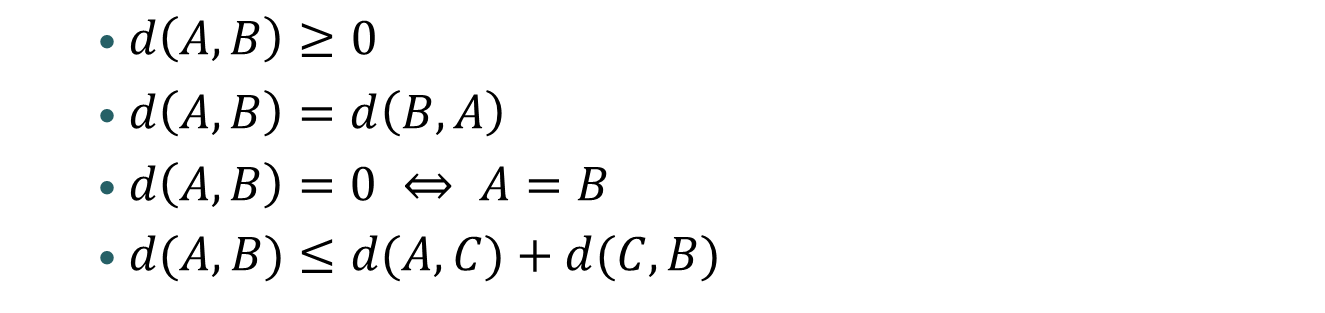 • d(A, B) ≥ 0
• d(A, B) = d(B, A)
• d(A, B) = 0 ⇔ A = B
• d(A, B) ≤ d(A, C) + d(C, B)